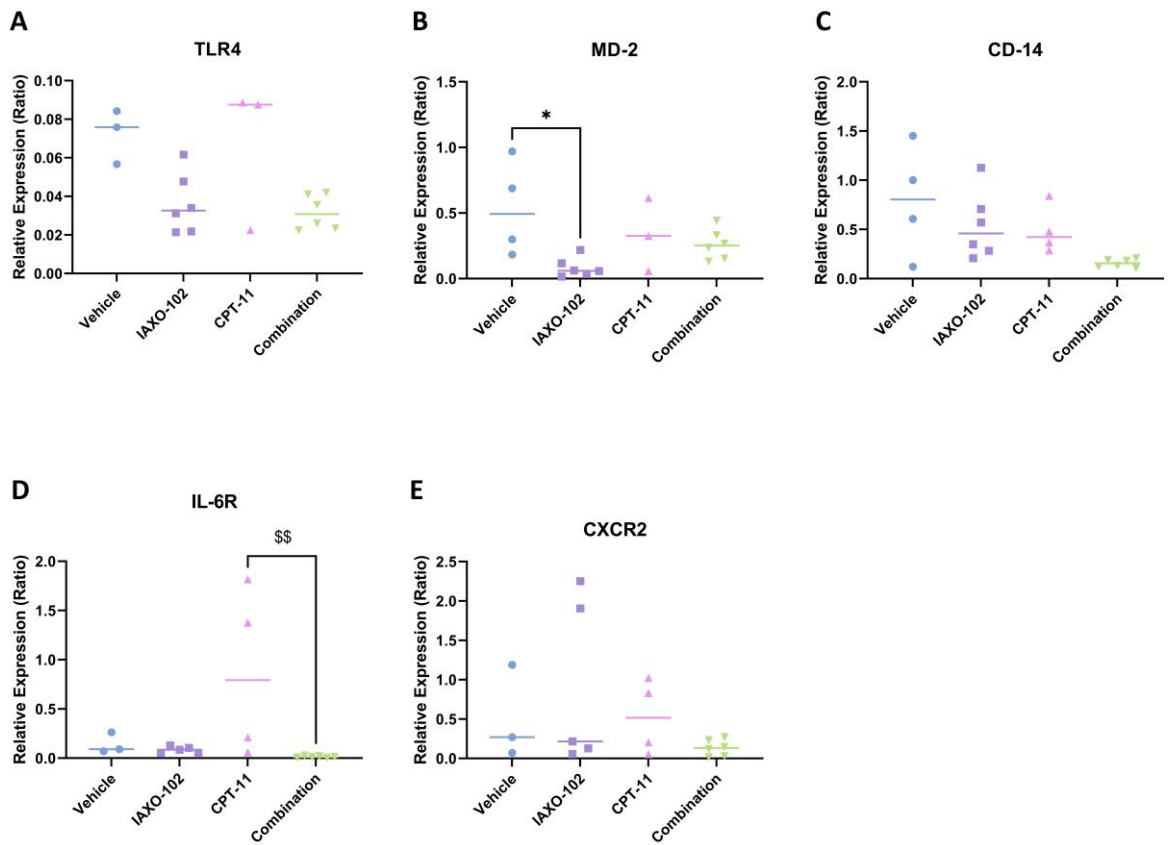 A
TLR4
Relative Expression (Ratio)
0.10
0.08
0.06
0.04
0.02
0.00
Vehicle
IAXO-102
CPT-11
Combination
B
MD-2
Relative Expression (Ratio)
1.5
1.0
0.5
0.0
*
Vehicle
IAXO-102
CPT-11
Combination
C
CD-14
Relative Expression (Ratio)
2.0
1.5
1.0
0.5
0.0
Vehicle
IAXO-102
CPT-11
Combination
D
IL-6R
Relative Expression (Ratio)
2.0
1.5
1.0
0.5
0.0
$$
Vehicle
IAXO-102
CPT-11
Combination
E
CXCR2
Relative Expression (Ratio)
2.5
2.0
1.5
1.0
0.5
0.0
Vehicle
IAXO-102
CPT-11
Combination